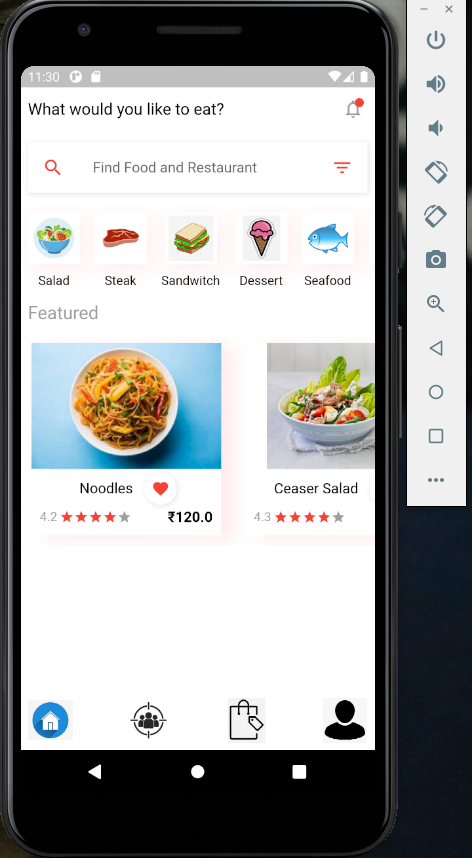 11:30
What would you like to eat?
Find Food and Restaurant
Salad Steak Sandwitch Dessert Seafood
Featured
Noodles
4.2 ₹120.0
Ceaser Salad
4.3